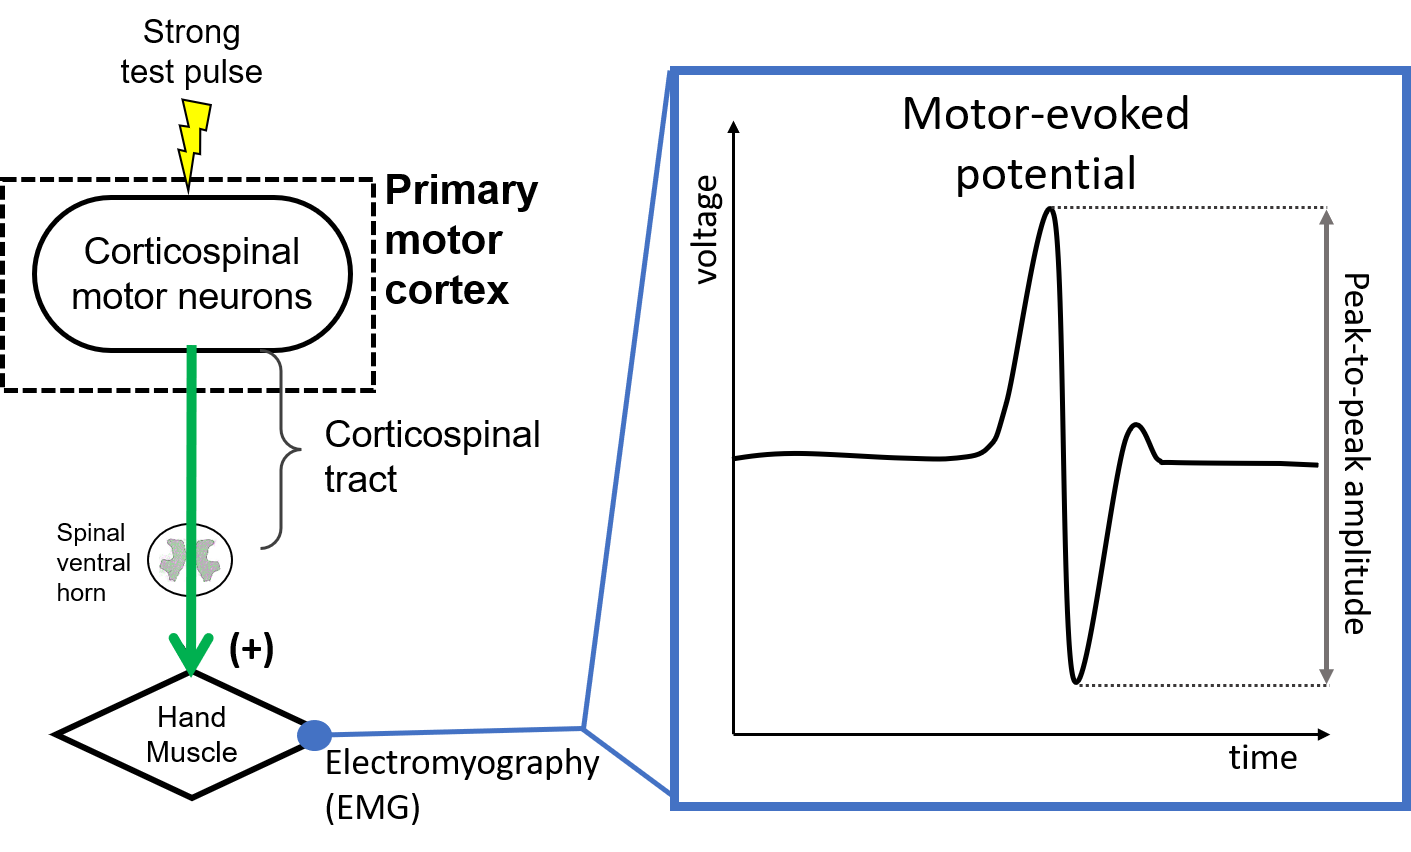 Strong
test pulse
Primary
motor
cortex
Corticospinal
motor neurons
Corticospinal
tract
Spinal
ventral
horn
(+)
Hand
Muscle
Electromyography
(EMG)
Motor-evoked
potential
voltage
Peak-to-peak amplitude
time